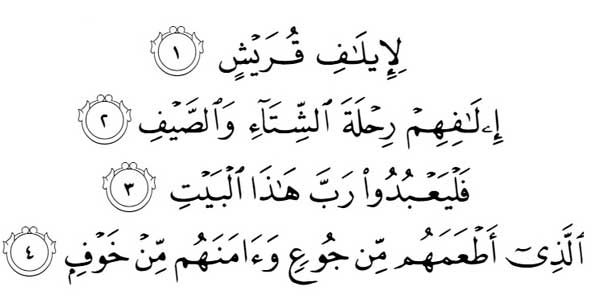 لِإِيلَٰفِ قُرَيْشٍ ١
إِۦلَٰفِهِمْ رِحْلَةَ ٱلشِّتَآءِ وَٱلصَّيْفِ ٢
فَلْيَعْبُدُوا۟ رَبَّ هَٰذَا ٱلْبَيْتِ ٣
ٱلَّذِىٓ أَطْعَمَهُم مِّن جُوعٍ وَءَامَنَهُم مِّنْ خَوْفٍۭ ٤